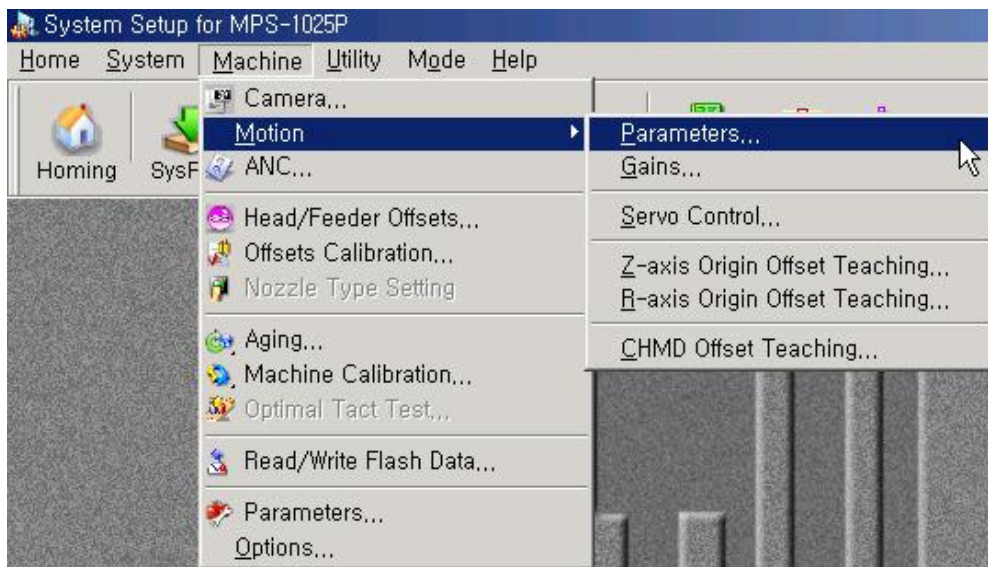 System Setup for MPS-1025P
Home System Machine Utility Mode Help
Homing
Camera...
Motion
ANC...
Head/Feeder Offsets...
Offsets Calibration...
Nozzle Type Setting
Aging...
Machine Calibration...
Optimal Tact Test...
Read/Write Flash Data...
Parameters...
Options...
Parameters...
Gains...
Servo Control...
Z-axis Origin Offset Teaching...
R-axis Origin Offset Teaching...
CHMD Offset Teaching...